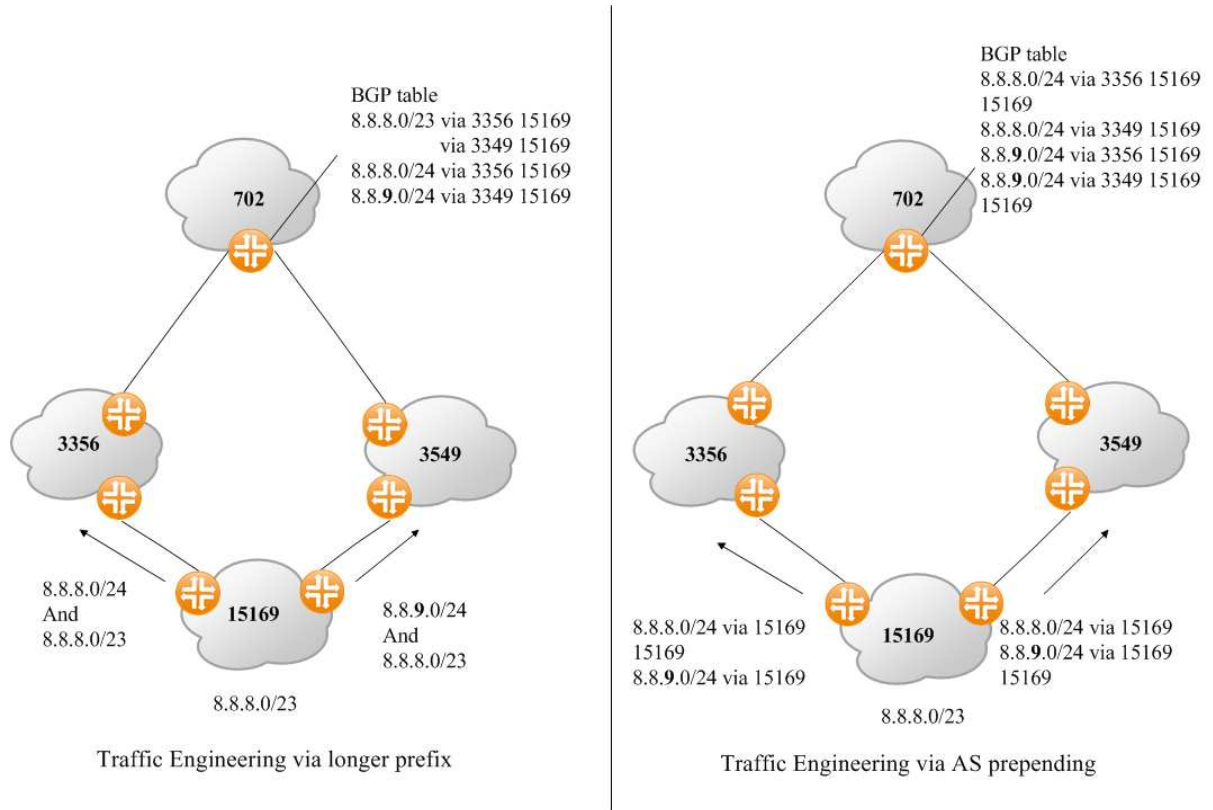 BGP table
8.8.8.0/23 via 3356 15169
via 3349 15169
8.8.8.0/24 via 3356 15169
8.8.9.0/24 via 3349 15169
702
3356
3549
8.8.8.0/24
And
8.8.8.0/23
15169
8.8.9.0/24
And
8.8.8.0/23
8.8.8.0/23
Traffic Engineering via longer prefix
BGP table
8.8.8.0/24 via 3356 15169
15169
8.8.8.0/24 via 3349 15169
8.8.9.0/24 via 3356 15169
8.8.9.0/24 via 3349 15169
15169
702
3356
3549
8.8.8.0/24 via 15169
15169
8.8.9.0/24 via 15169
15169
8.8.8.0/24 via 15169
8.8.9.0/24 via 15169
15169
8.8.8.0/23
Traffic Engineering via AS prepending